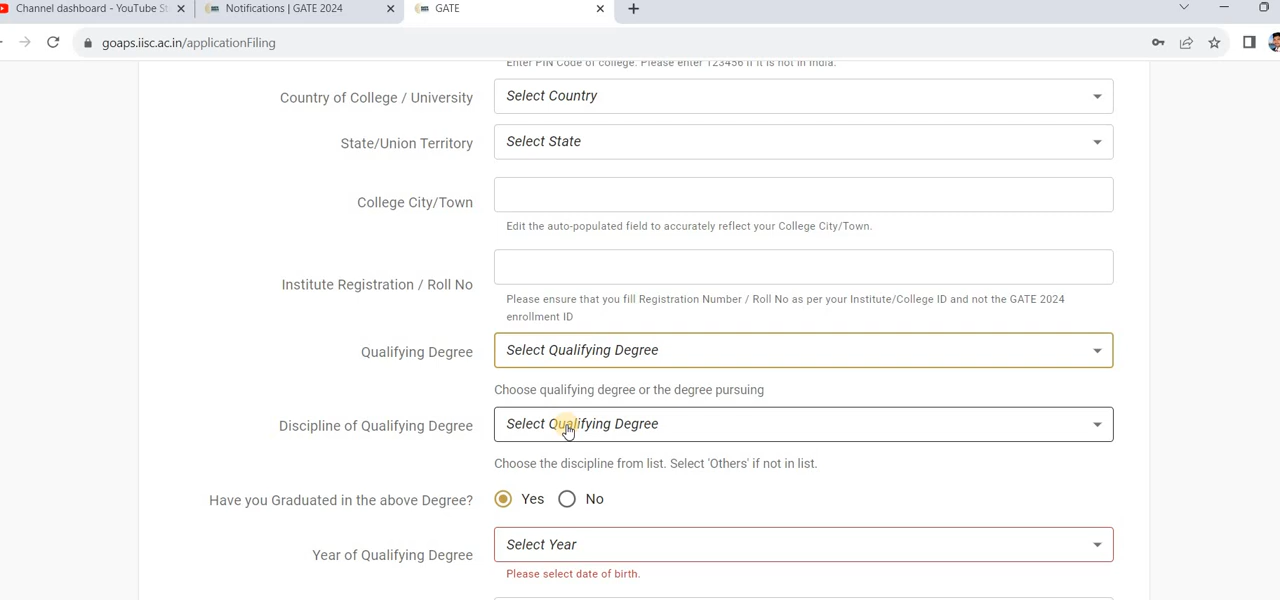 Channel dashboard - YouTube St
Notifications | GATE 2024
GATE
goaps.iisc.ac.in/applicationFiling
Enter PIN Code of college. Please enter 123456 if it is not in India.
Country of College / University
Select Country
State/Union Territory
Select State
College City/Town
Edit the auto-populated field to accurately reflect your College City/Town.
Institute Registration / Roll No
Please ensure that you fill Registration Number / Roll No as per your Institute/College ID and not the GATE 2024
enrollment ID
Qualifying Degree
Select Qualifying Degree
Choose qualifying degree or the degree pursuing
Discipline of Qualifying Degree
Select Qualifying Degree
Choose the discipline from list. Select 'Others' if not in list.
Have you Graduated in the above Degree?
Yes
No
Year of Qualifying Degree
Select Year
Please select date of birth.